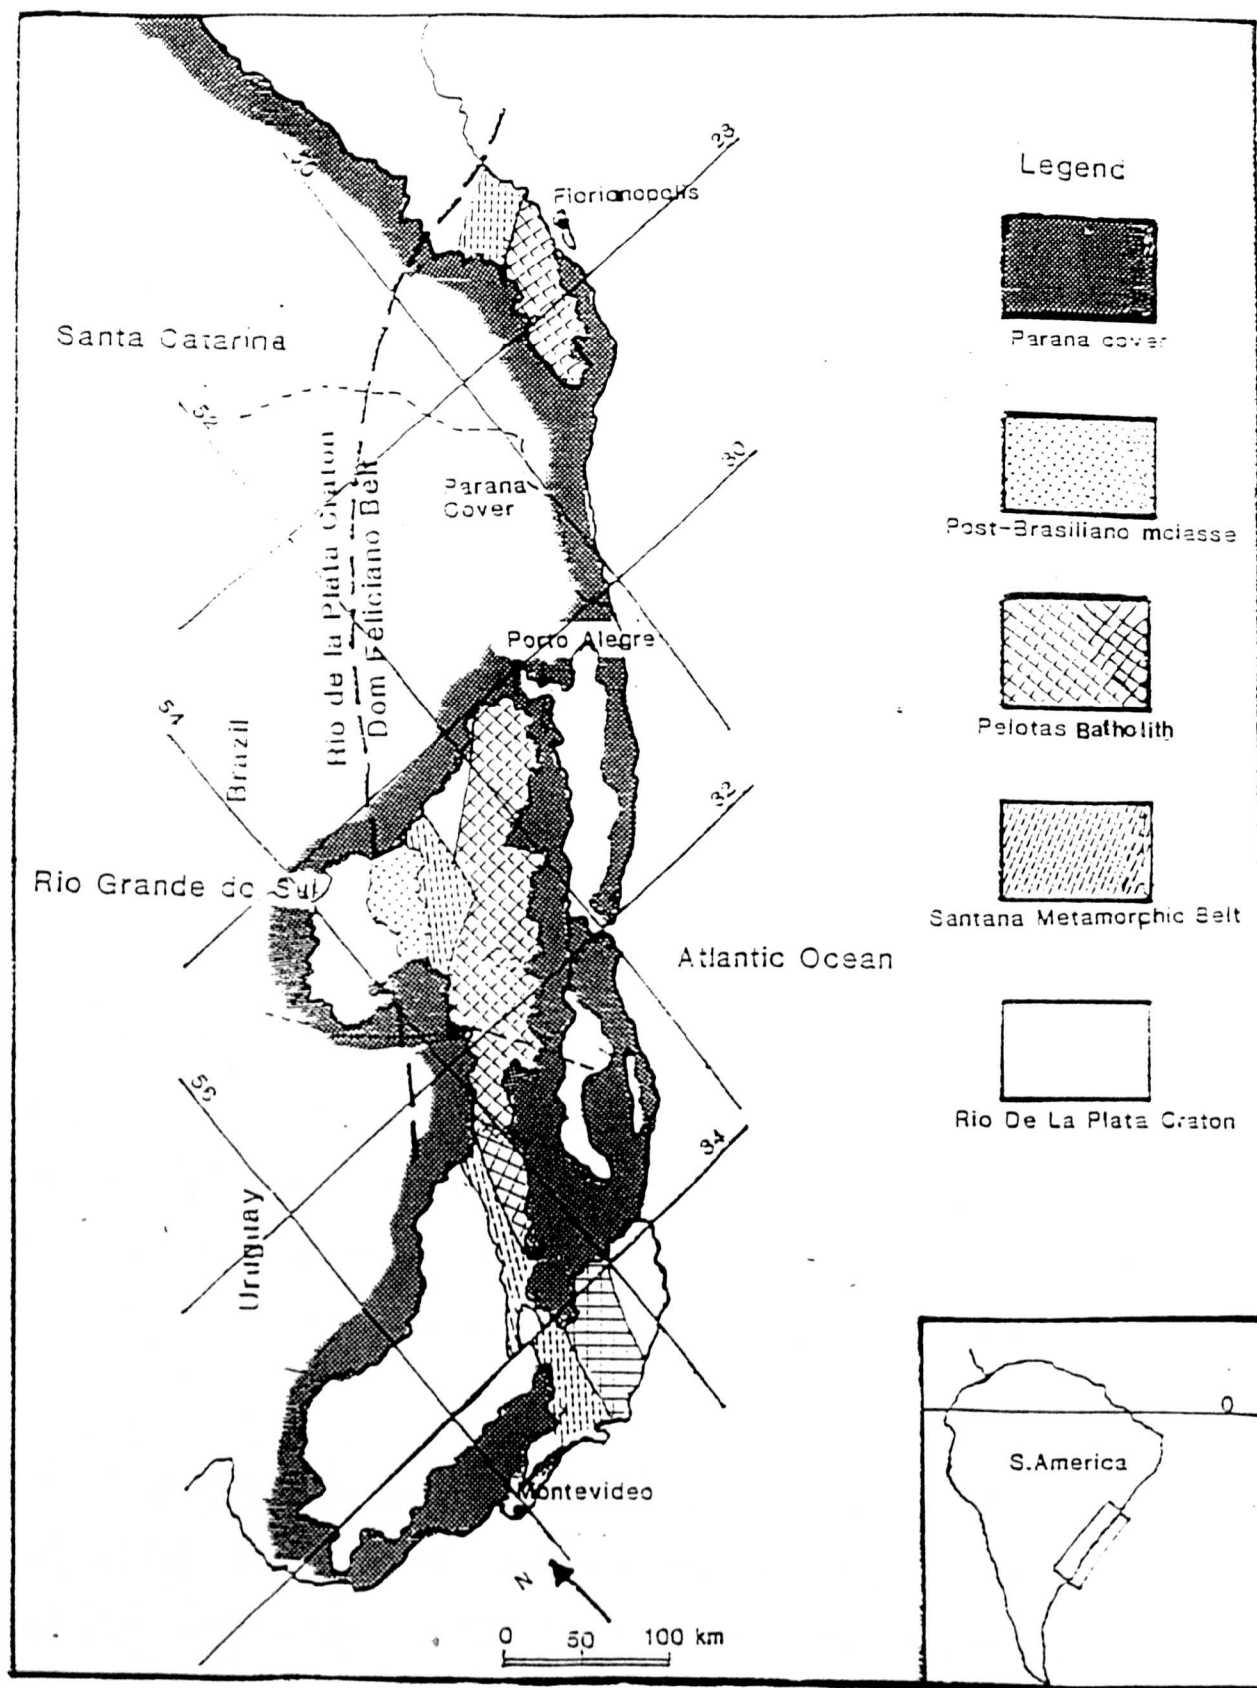 Legend
Parana cover
Post-Brasiliano molasse
Pelotas Batholith
Santana Metamorphic Belt
Rio De La Plata Craton
Florianopolis
Santa Catarina
Rio de la Plata Craton
Dom Feliciano Belt
Parana
Cover
Porto Alegre
Brazil
Rio Grande do Sul
Atlantic Ocean
Uruguay
Montevideo
N
0 50 100 km
52
54
56
30
32
34
0
S.America